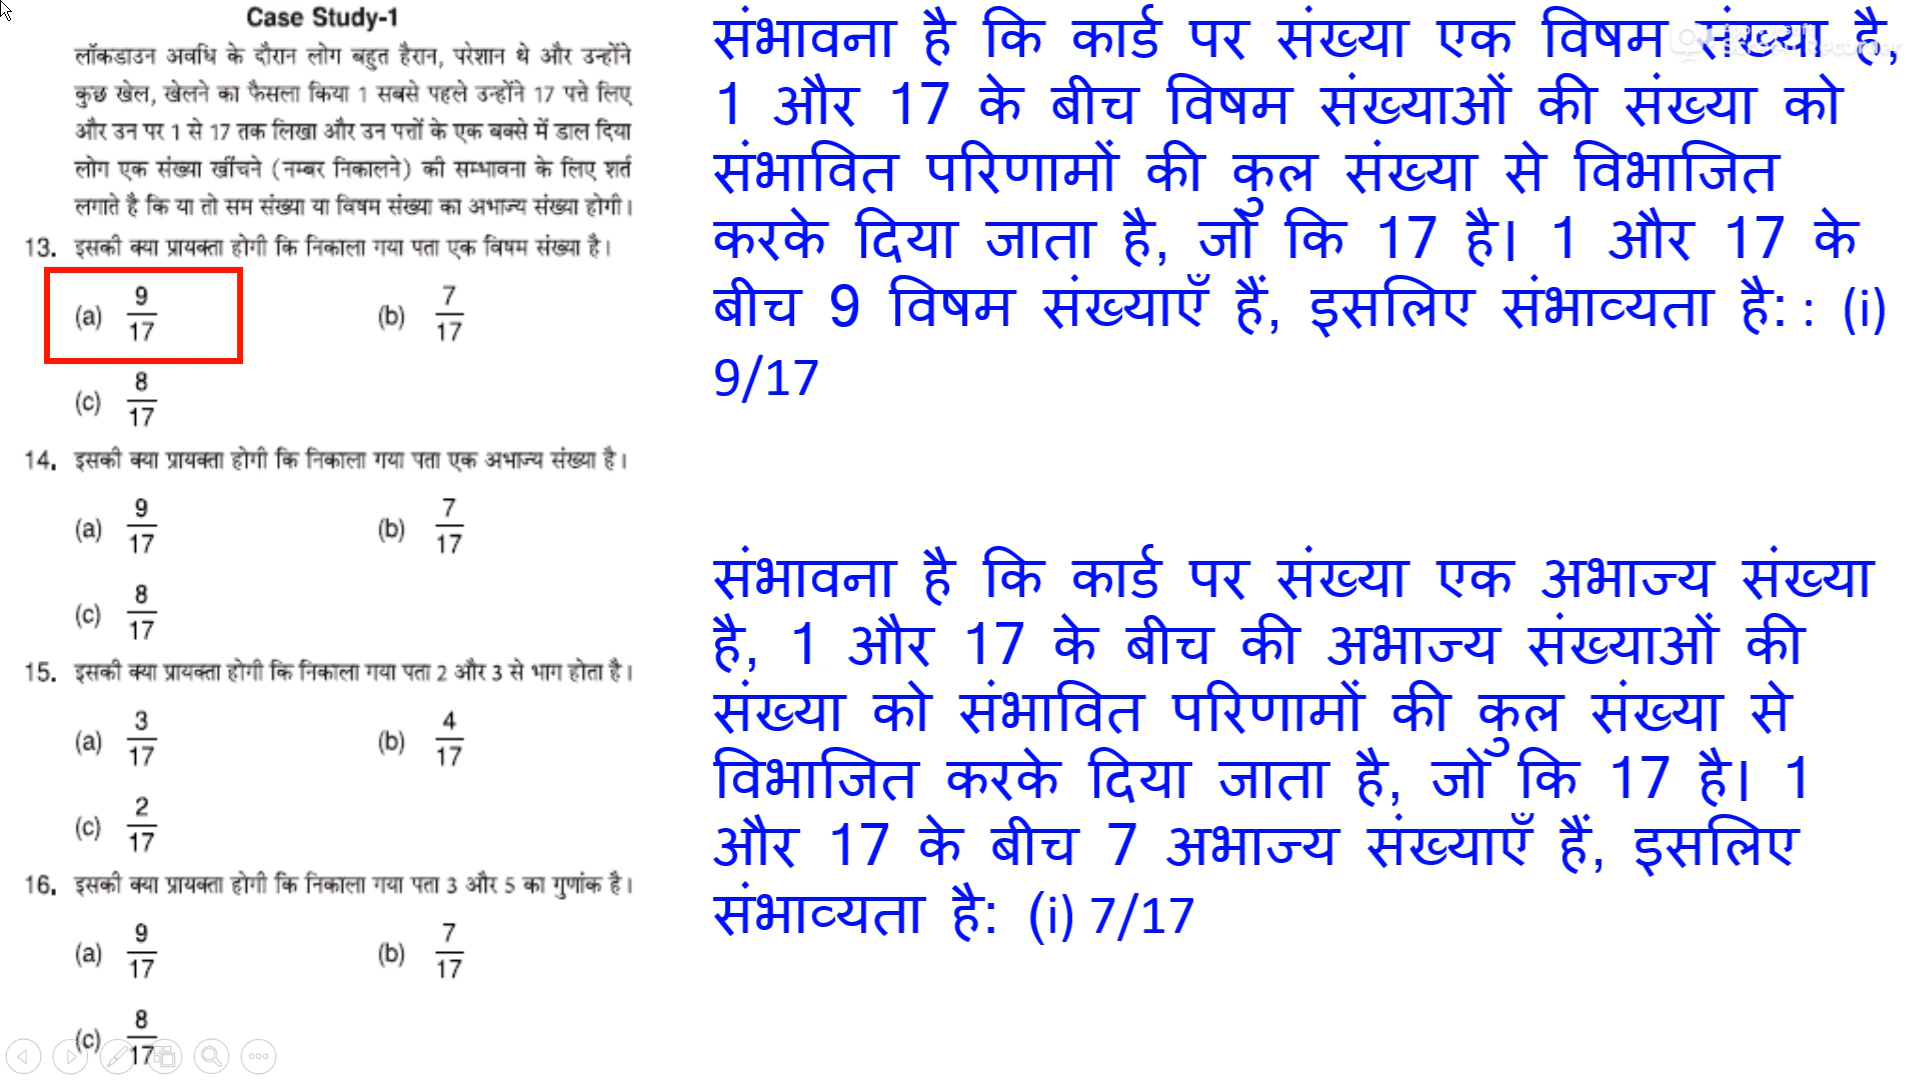 Case Study-1
लॉकडाउन अवधि के दौरान लोग बहुत हैरान, परेशान थे और उन्होंने
कुछ खेल, खेलने का फैसला किया 1 सबसे पहले उन्होंने 17 पत्ते लिए
और उन पर 1 से 17 तक लिखा और उन पत्तों के एक बक्से में डाल दिया
लोग एक संख्या खींचने (नम्बर निकालने) की सम्भावना के लिए शर्त
लगाते है कि या तो सम संख्या या विषम संख्या का अभाज्य संख्या होगी।
13. इसकी क्या प्रायक्ता होगी कि निकाला गया पता एक विषम संख्या है।
(a) 9/17 (b) 7/17
(c) 8/17
14. इसकी क्या प्रायक्ता होगी कि निकाला गया पता एक अभाज्य संख्या है।
(a) 9/17 (b) 7/17
(c) 8/17
15. इसकी क्या प्रायक्ता होगी कि निकाला गया पता 2 और 3 से भाग होता है।
(a) 3/17 (b) 4/17
(c) 2/17
16. इसकी क्या प्रायक्ता होगी कि निकाला गया पता 3 और 5 का गुणांक है।
(a) 9/17 (b) 7/17
(c) 8/17
संभावना है कि कार्ड पर संख्या एक विषम संख्या है,
1 और 17 के बीच विषम संख्याओं की संख्या को
संभावित परिणामों की कुल संख्या से विभाजित
करके दिया जाता है, जो कि 17 है। 1 और 17 के
बीच 9 विषम संख्याएँ हैं, इसलिए संभाव्यता है: : (i)
9/17
संभावना है कि कार्ड पर संख्या एक अभाज्य संख्या
है, 1 और 17 के बीच की अभाज्य संख्याओं की
संख्या को संभावित परिणामों की कुल संख्या से
विभाजित करके दिया जाता है, जो कि 17 है। 1
और 17 के बीच 7 अभाज्य संख्याएँ हैं, इसलिए
संभाव्यता है: (i) 7/17